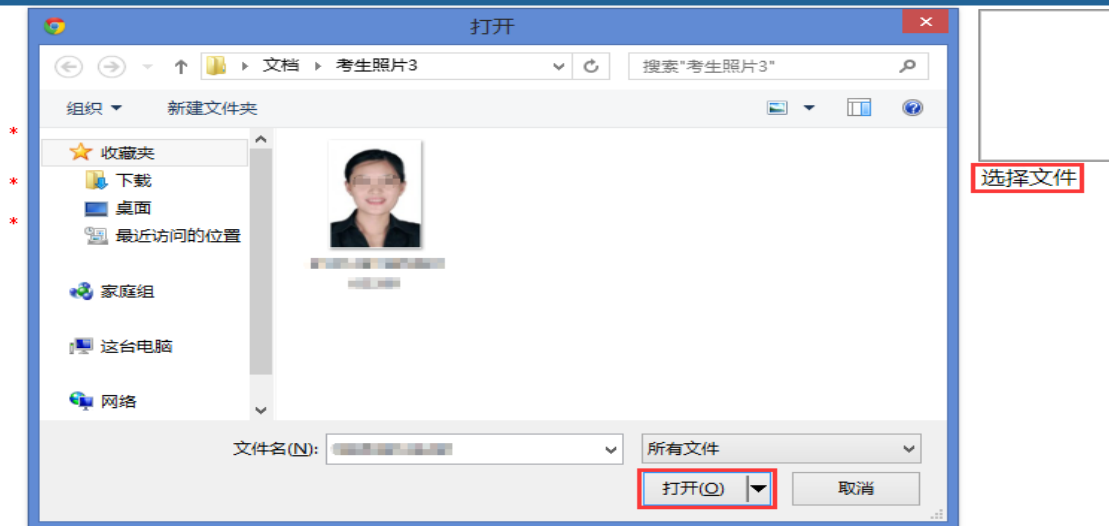 打开
文档 考生照片3
搜索"考生照片3"
组织 新建文件夹
*
收藏夹
*
下载
选择文件
桌面
*
最近访问的位置
家庭组
这台电脑
网络
文件名(N):
所有文件
打开(O)
取消